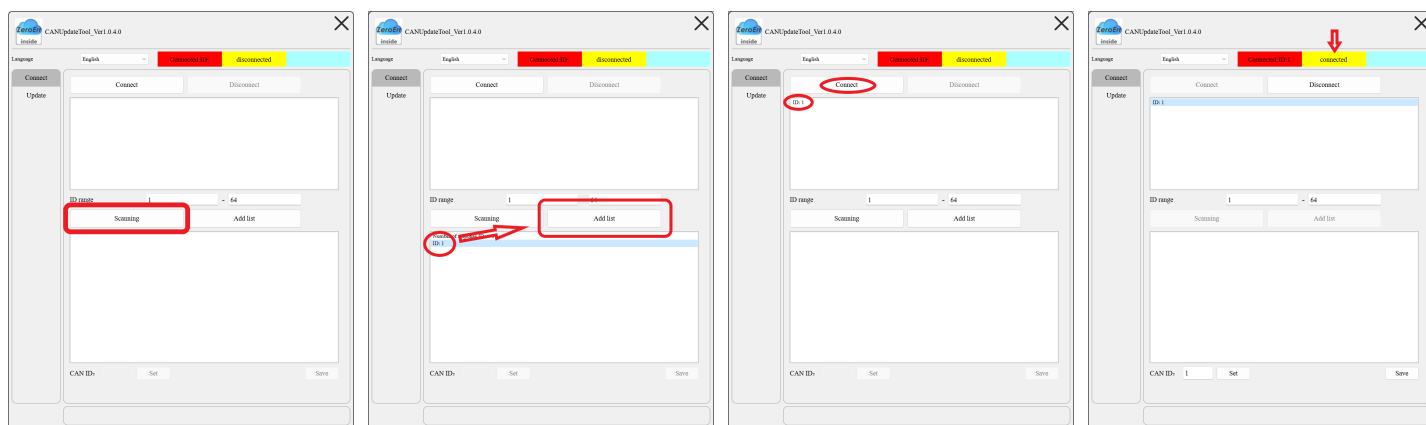 ZeroErr
inside
CANUpdateTool_Ver1.0.4.0
Language
English
disconnected
Connect
Update
Connect
Disconnect
ID range
1
- 64
Scanning
Add list
CAN ID:
Set
Save
ZeroErr
inside
CANUpdateTool_Ver1.0.4.0
Language
English
disconnected
Connect
Update
Connect
Disconnect
ID range
1
Scanning
Add list
ID: 1
CAN ID:
Set
Save
ZeroErr
inside
CANUpdateTool_Ver1.0.4.0
Language
English
disconnected
Connect
Update
Connect
Disconnect
ID: 1
ID range
1
- 64
Scanning
Add list
CAN ID:
Set
Save
ZeroErr
inside
CANUpdateTool_Ver1.0.4.0
Language
English
connected
Connect
Update
Connect
Disconnect
ID: 1
ID range
1
- 64
Scanning
Add list
CAN ID:
1
Set
Save